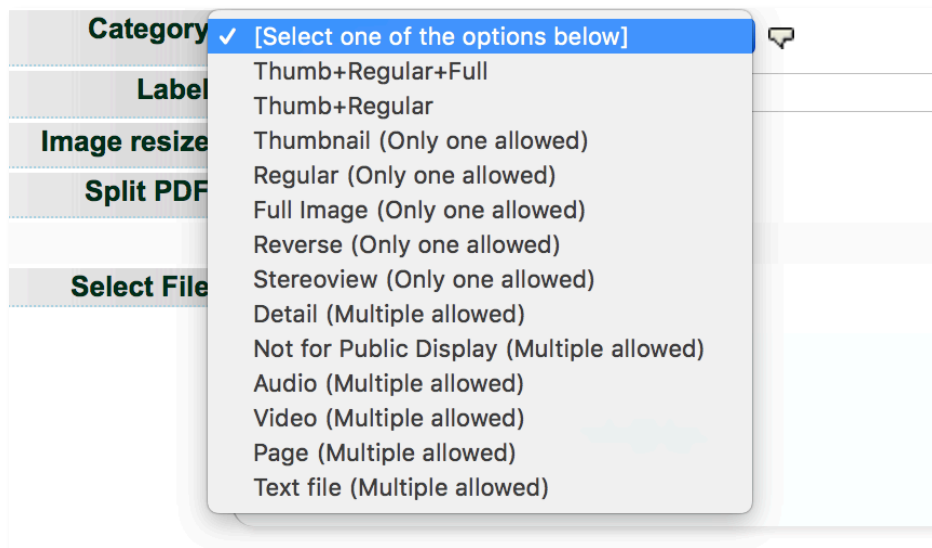 Category
✓ [Select one of the options below]
Thumb+Regular+Full
Label
Thumb+Regular
Image resize
Thumbnail (Only one allowed)
Split PDF
Regular (Only one allowed)
Full Image (Only one allowed)
Reverse (Only one allowed)
Select File
Stereoview (Only one allowed)
Detail (Multiple allowed)
Not for Public Display (Multiple allowed)
Audio (Multiple allowed)
Video (Multiple allowed)
Page (Multiple allowed)
Text file (Multiple allowed)